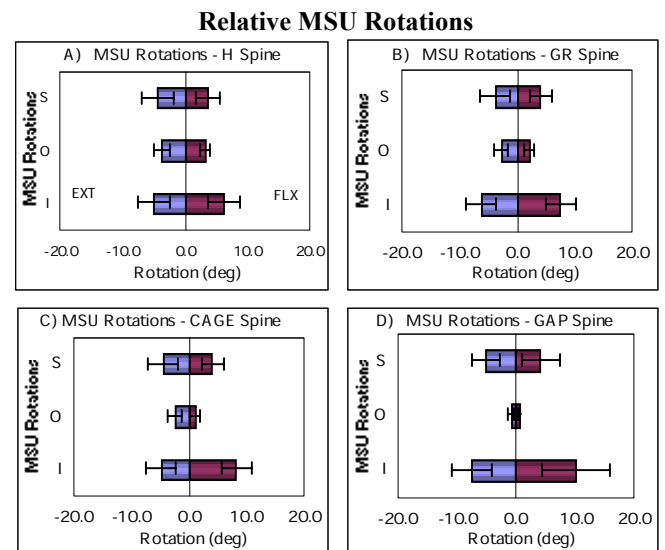 Relative MSU Rotations
A) MSU Rotations - H Spine
MSU Rotations
S
O
I
EXT
FLX
-20.0 -10.0 0.0 10.0 20.0
Rotation (deg)
B) MSU Rotations - GR Spine
MSU Rotations
S
O
I
-20.0 -10.0 0.0 10.0 20.0
Rotation (deg)
C) MSU Rotations - CAGE Spine
MSU Rotations
S
O
I
-20.0 -10.0 0.0 10.0 20.0
Rotation (deg)
D) MSU Rotations - GAP Spine
MSU Rotations
S
O
I
-20.0 -10.0 0.0 10.0 20.0
Rotation (deg)